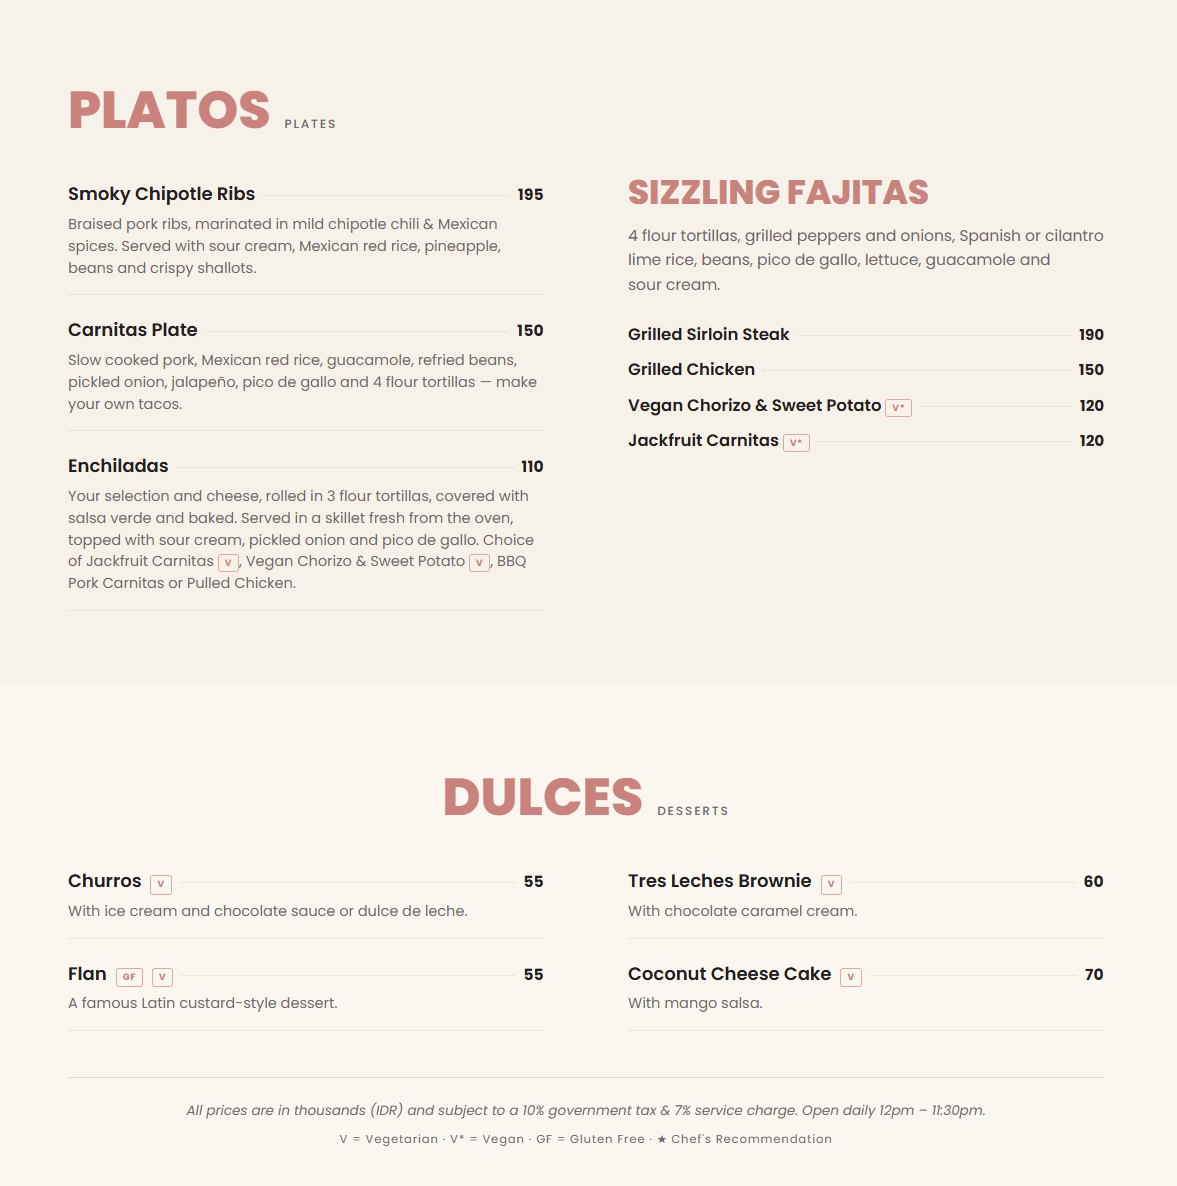 PLATOS PLATES
Smoky Chipotle Ribs 195
Braised pork ribs, marinated in mild chipotle chili & Mexican
spices. Served with sour cream, Mexican red rice, pineapple,
beans and crispy shallots.
Carnitas Plate 150
Slow cooked pork, Mexican red rice, guacamole, refried beans,
pickled onion, jalapeño, pico de gallo and 4 flour tortillas — make
your own tacos.
Enchiladas 110
Your selection and cheese, rolled in 3 flour tortillas, covered with
salsa verde and baked. Served in a skillet fresh from the oven,
topped with sour cream, pickled onion and pico de gallo. Choice
of Jackfruit Carnitas V, Vegan Chorizo & Sweet Potato V, BBQ
Pork Carnitas or Pulled Chicken.
SIZZLING FAJITAS
4 flour tortillas, grilled peppers and onions, Spanish or cilantro
lime rice, beans, pico de gallo, lettuce, guacamole and
sour cream.
Grilled Sirloin Steak 190
Grilled Chicken 150
Vegan Chorizo & Sweet Potato V* 120
Jackfruit Carnitas V* 120
DULCES DESSERTS
Churros V 55
With ice cream and chocolate sauce or dulce de leche.
Flan GF V 55
A famous Latin custard-style dessert.
Tres Leches Brownie V 60
With chocolate caramel cream.
Coconut Cheese Cake V 70
With mango salsa.
All prices are in thousands (IDR) and subject to a 10% government tax & 7% service charge. Open daily 12pm – 11:30pm.
V = Vegetarian · V* = Vegan · GF = Gluten Free · ★ Chef's Recommendation